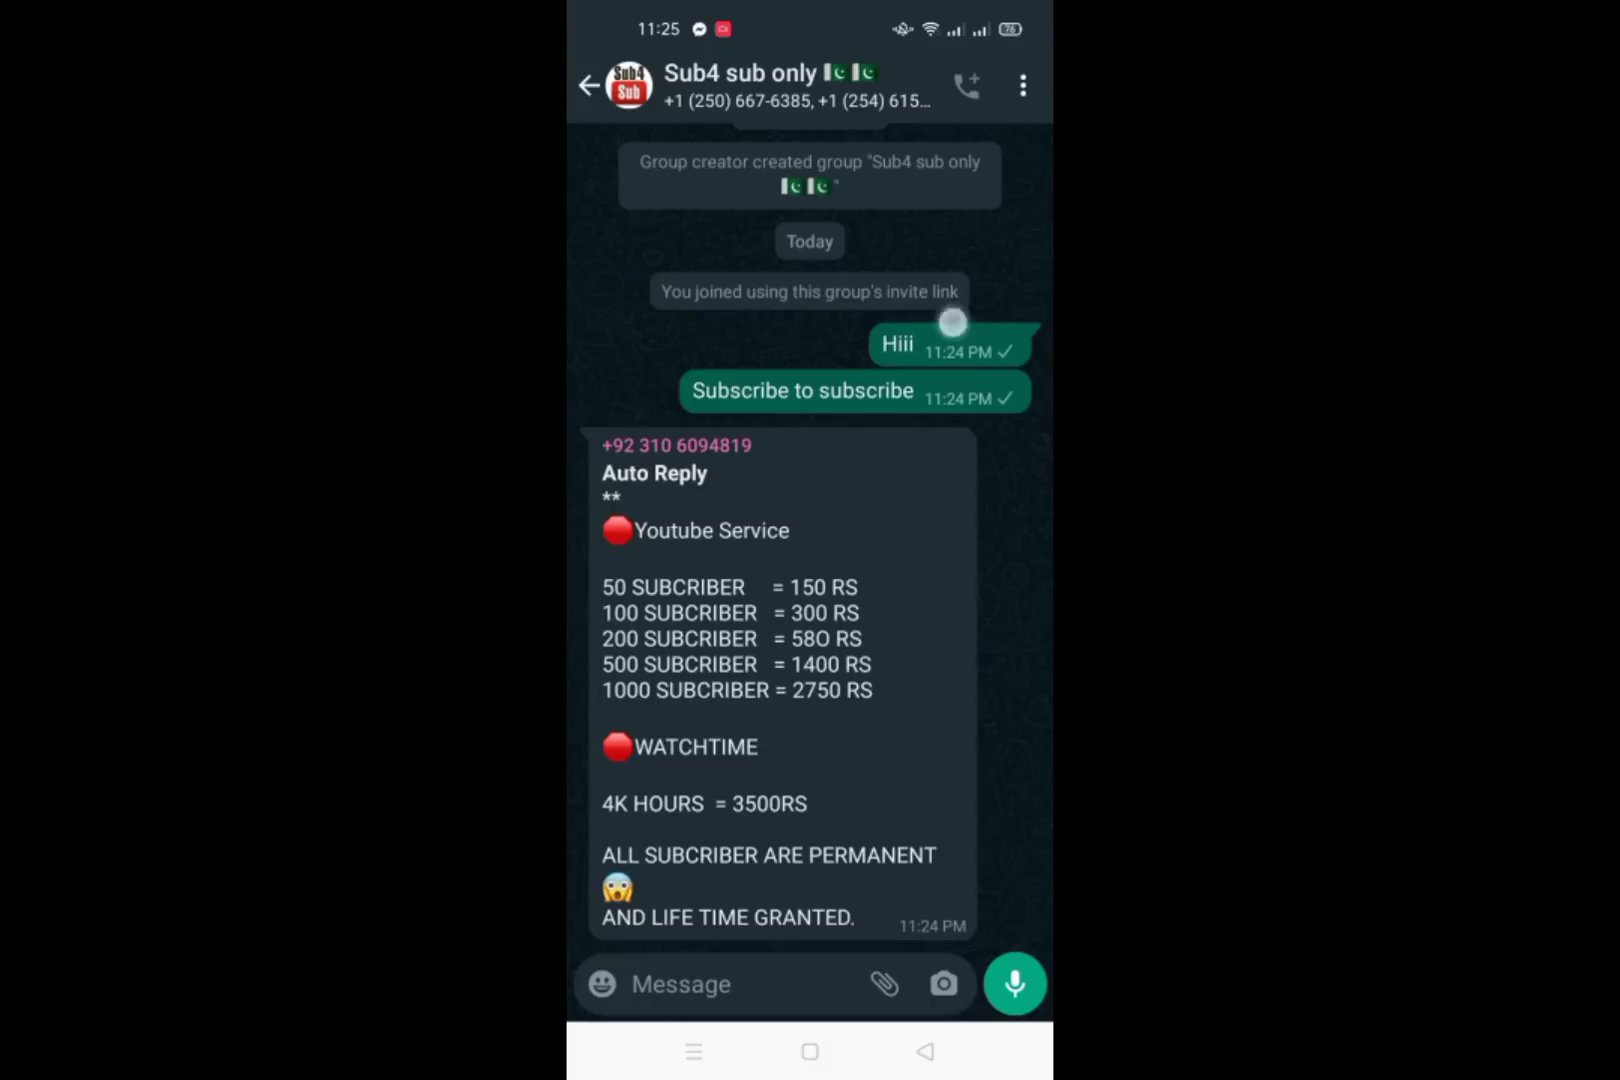 11:25
76
Sub4
Sub
Sub4 sub only 🇵🇰🇵🇰
+1 (250) 667-6385, +1 (254) 615...
Group creator created group "Sub4 sub only
🇵🇰🇵🇰"
Today
You joined using this group's invite link
Hiii 11:24 PM
Subscribe to subscribe 11:24 PM
+92 310 6094819
Auto Reply
**
🛑Youtube Service
50 SUBCRIBER = 150 RS
100 SUBCRIBER = 300 RS
200 SUBCRIBER = 58O RS
500 SUBCRIBER = 1400 RS
1000 SUBCRIBER = 2750 RS
🛑WATCHTIME
4K HOURS = 3500RS
ALL SUBCRIBER ARE PERMANENT
😱
AND LIFE TIME GRANTED. 11:24 PM
Message